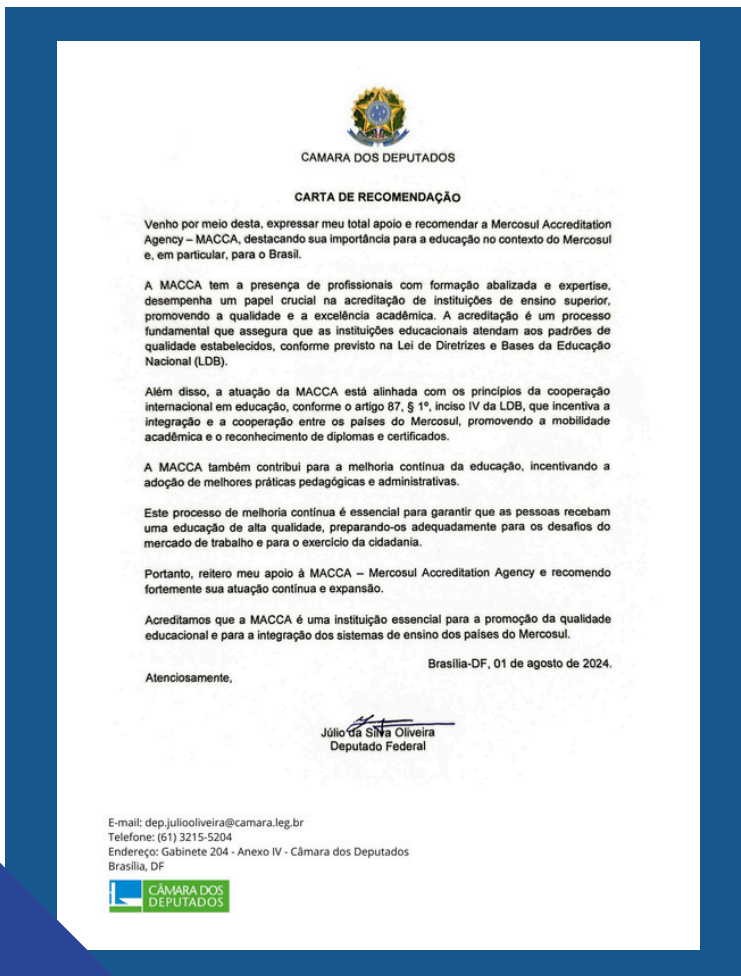 CAMARA DOS DEPUTADOS
CARTA DE RECOMENDAÇÃO
Venho por meio desta, expressar meu total apoio e recomendar a Mercosul Accreditation
Agency – MACCA, destacando sua importância para a educação no contexto do Mercosul
e, em particular, para o Brasil.
A MACCA tem a presença de profissionais com formação abalizada e expertise,
desempenha um papel crucial na acreditação de instituições de ensino superior,
promovendo a qualidade e a excelência acadêmica. A acreditação é um processo
fundamental que assegura que as instituições educacionais atendam aos padrões de
qualidade estabelecidos, conforme previsto na Lei de Diretrizes e Bases da Educação
Nacional (LDB).
Além disso, a atuação da MACCA está alinhada com os princípios da cooperação
internacional em educação, conforme o artigo 87, § 1º, inciso IV da LDB, que incentiva a
integração e a cooperação entre os países do Mercosul, promovendo a mobilidade
acadêmica e o reconhecimento de diplomas e certificados.
A MACCA também contribui para a melhoria contínua da educação, incentivando a
adoção de melhores práticas pedagógicas e administrativas.
Este processo de melhoria contínua é essencial para garantir que as pessoas recebam
uma educação de alta qualidade, preparando-os adequadamente para os desafios do
mercado de trabalho e para o exercício da cidadania.
Portanto, reitero meu apoio à MACCA – Mercosul Accreditation Agency e recomendo
fortemente sua atuação contínua e expansão.
Acreditamos que a MACCA é uma instituição essencial para a promoção da qualidade
educacional e para a integração dos sistemas de ensino dos países do Mercosul.
Brasília-DF, 01 de agosto de 2024.
Atenciosamente,
Júlio da Silva Oliveira
Deputado Federal
E-mail: dep.juliooliveira@camara.leg.br
Telefone: (61) 3215-5204
Endereço: Gabinete 204 - Anexo IV - Câmara dos Deputados
Brasília, DF
CÂMARA DOS
DEPUTADOS